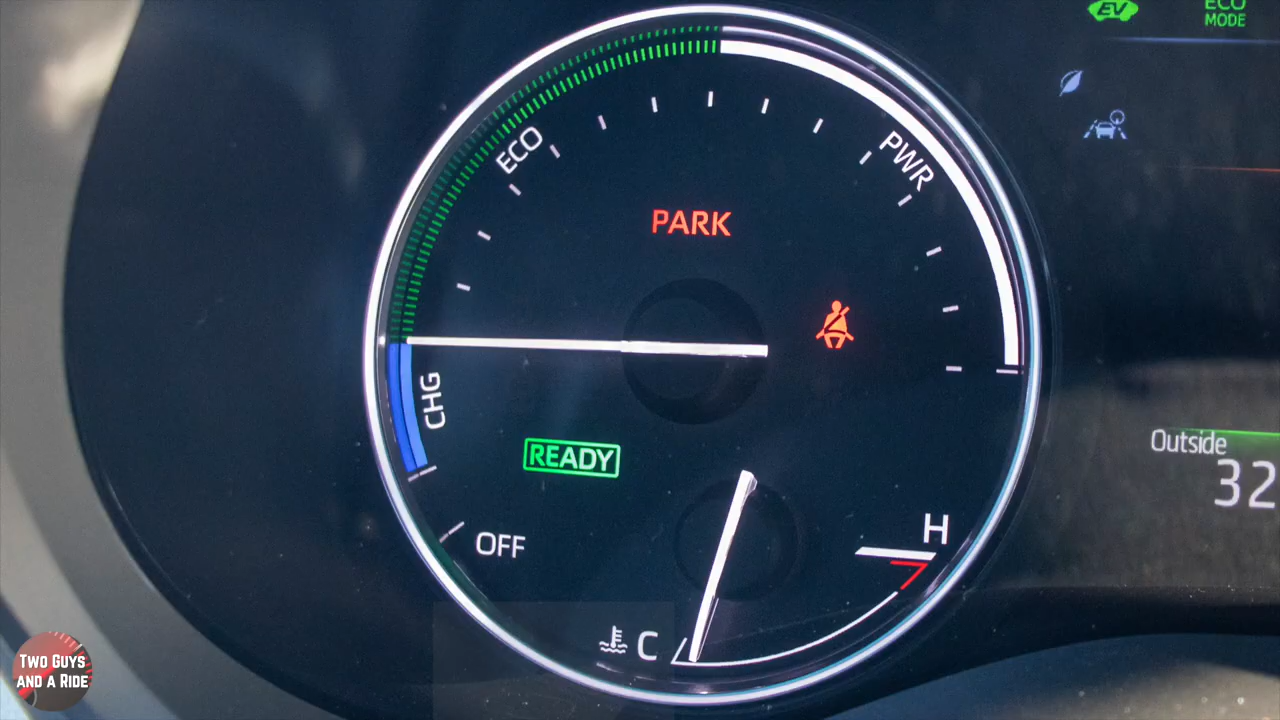 EV
ECO
MODE
ECO
PWR
PARK
CHG
Outside
READY
32
H
OFF
C
TWO GUYS
AND A RIDE